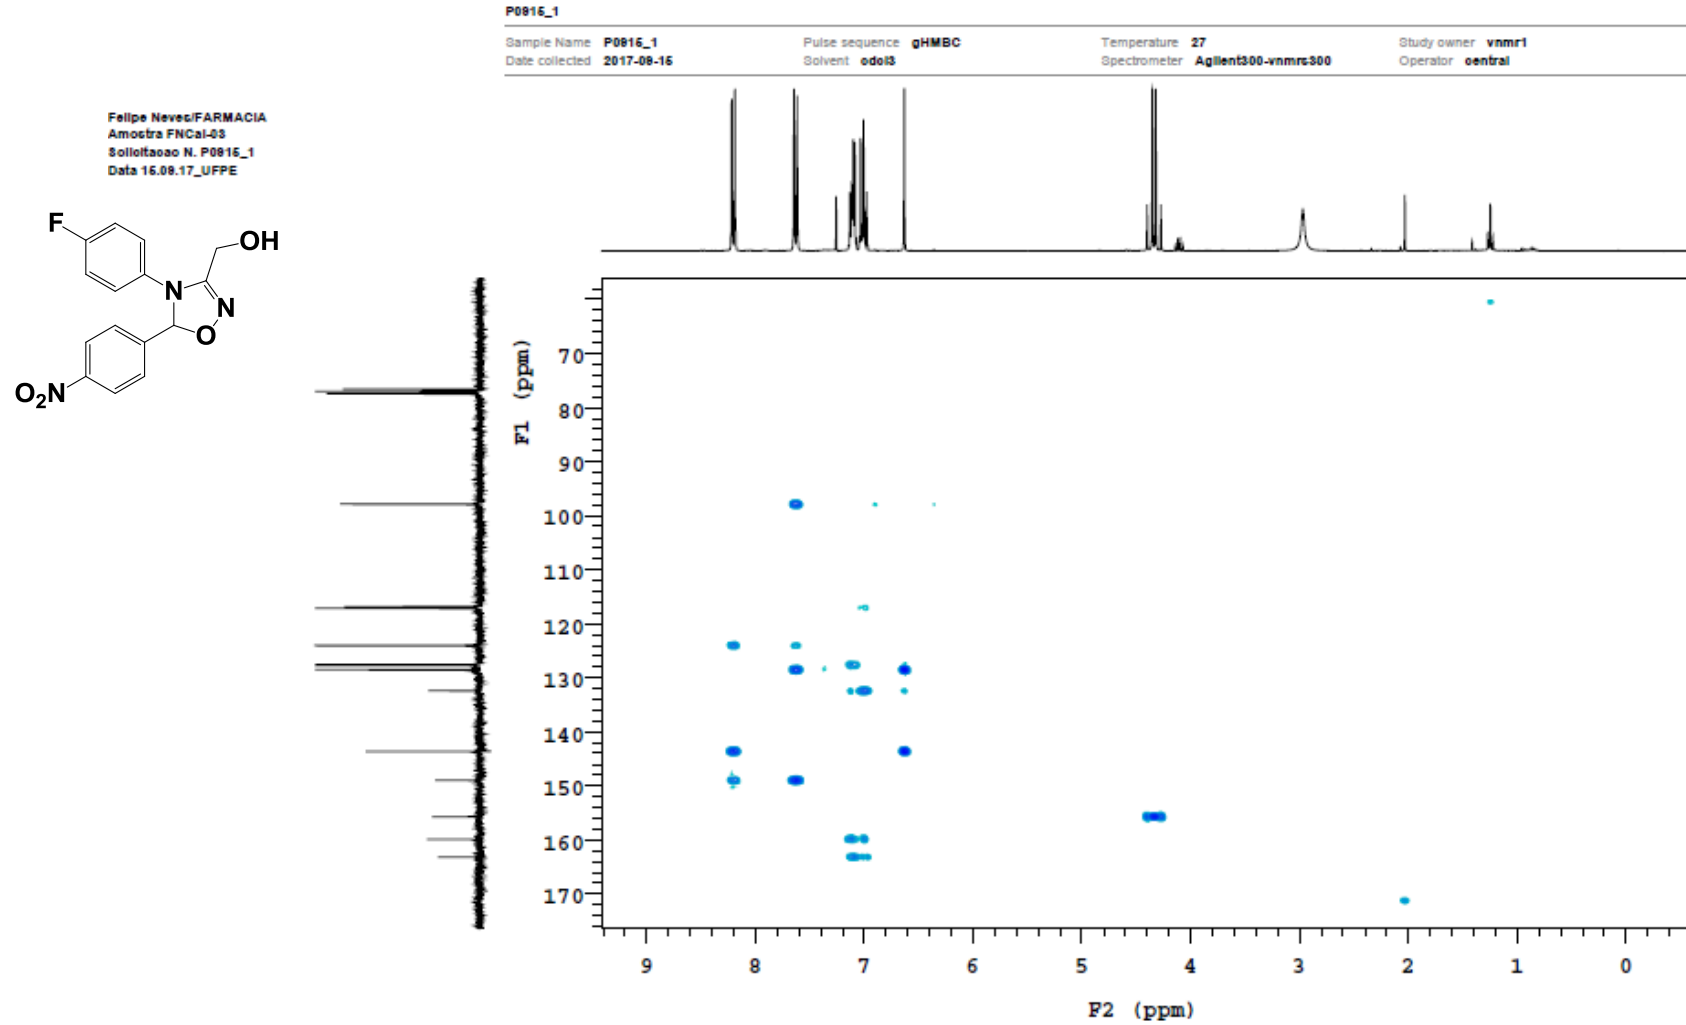 P0915_1
Sample Name P0915_1 Pulse sequence gHMBC Temperature 27 Study owner vnmr1
Date collected 2017-09-15 Solvent cdcl3 Spectrometer Agilent300-vnmrs300 Operator central
Felipe Neves/FARMACIA
Amostra FNCal-03
Solicitacao N. P0915_1
Data 15.09.17_UFPE
F
OH
N
N
O
O2N
F1 (ppm)
70
80
90
100
110
120
130
140
150
160
170
9 8 7 6 5 4 3 2 1 0
F2 (ppm)